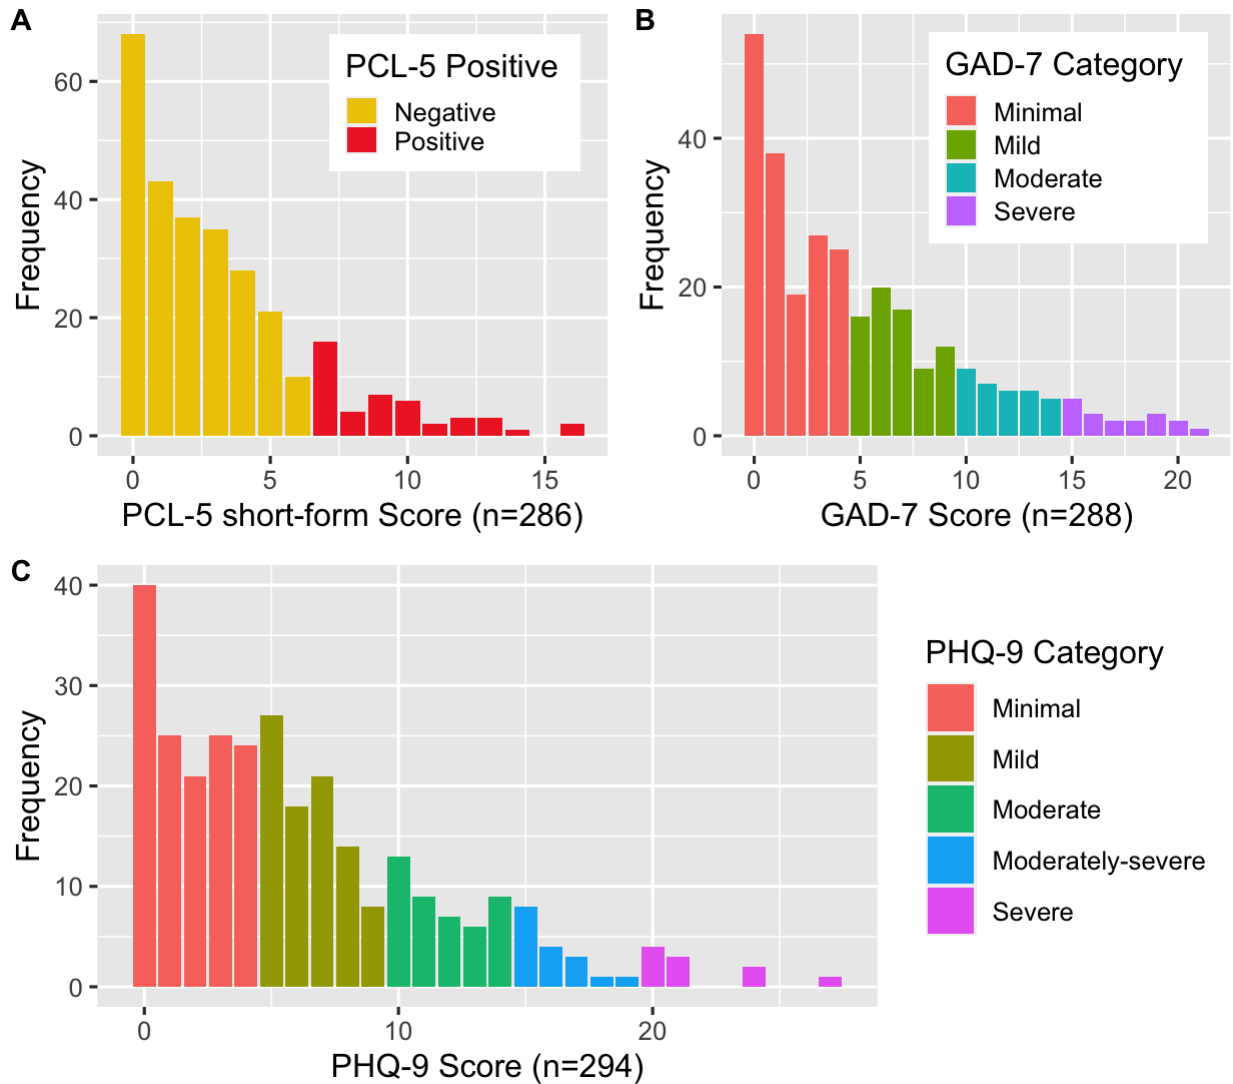 A
PCL-5 Positive
Negative
Positive
Frequency
60
40
20
0
0 5 10 15
PCL-5 short-form Score (n=286)
B
GAD-7 Category
Minimal
Mild
Moderate
Severe
Frequency
40
20
0
0 5 10 15 20
GAD-7 Score (n=288)
C
Frequency
40
30
20
10
0
0 10 20
PHQ-9 Score (n=294)
PHQ-9 Category
Minimal
Mild
Moderate
Moderately-severe
Severe